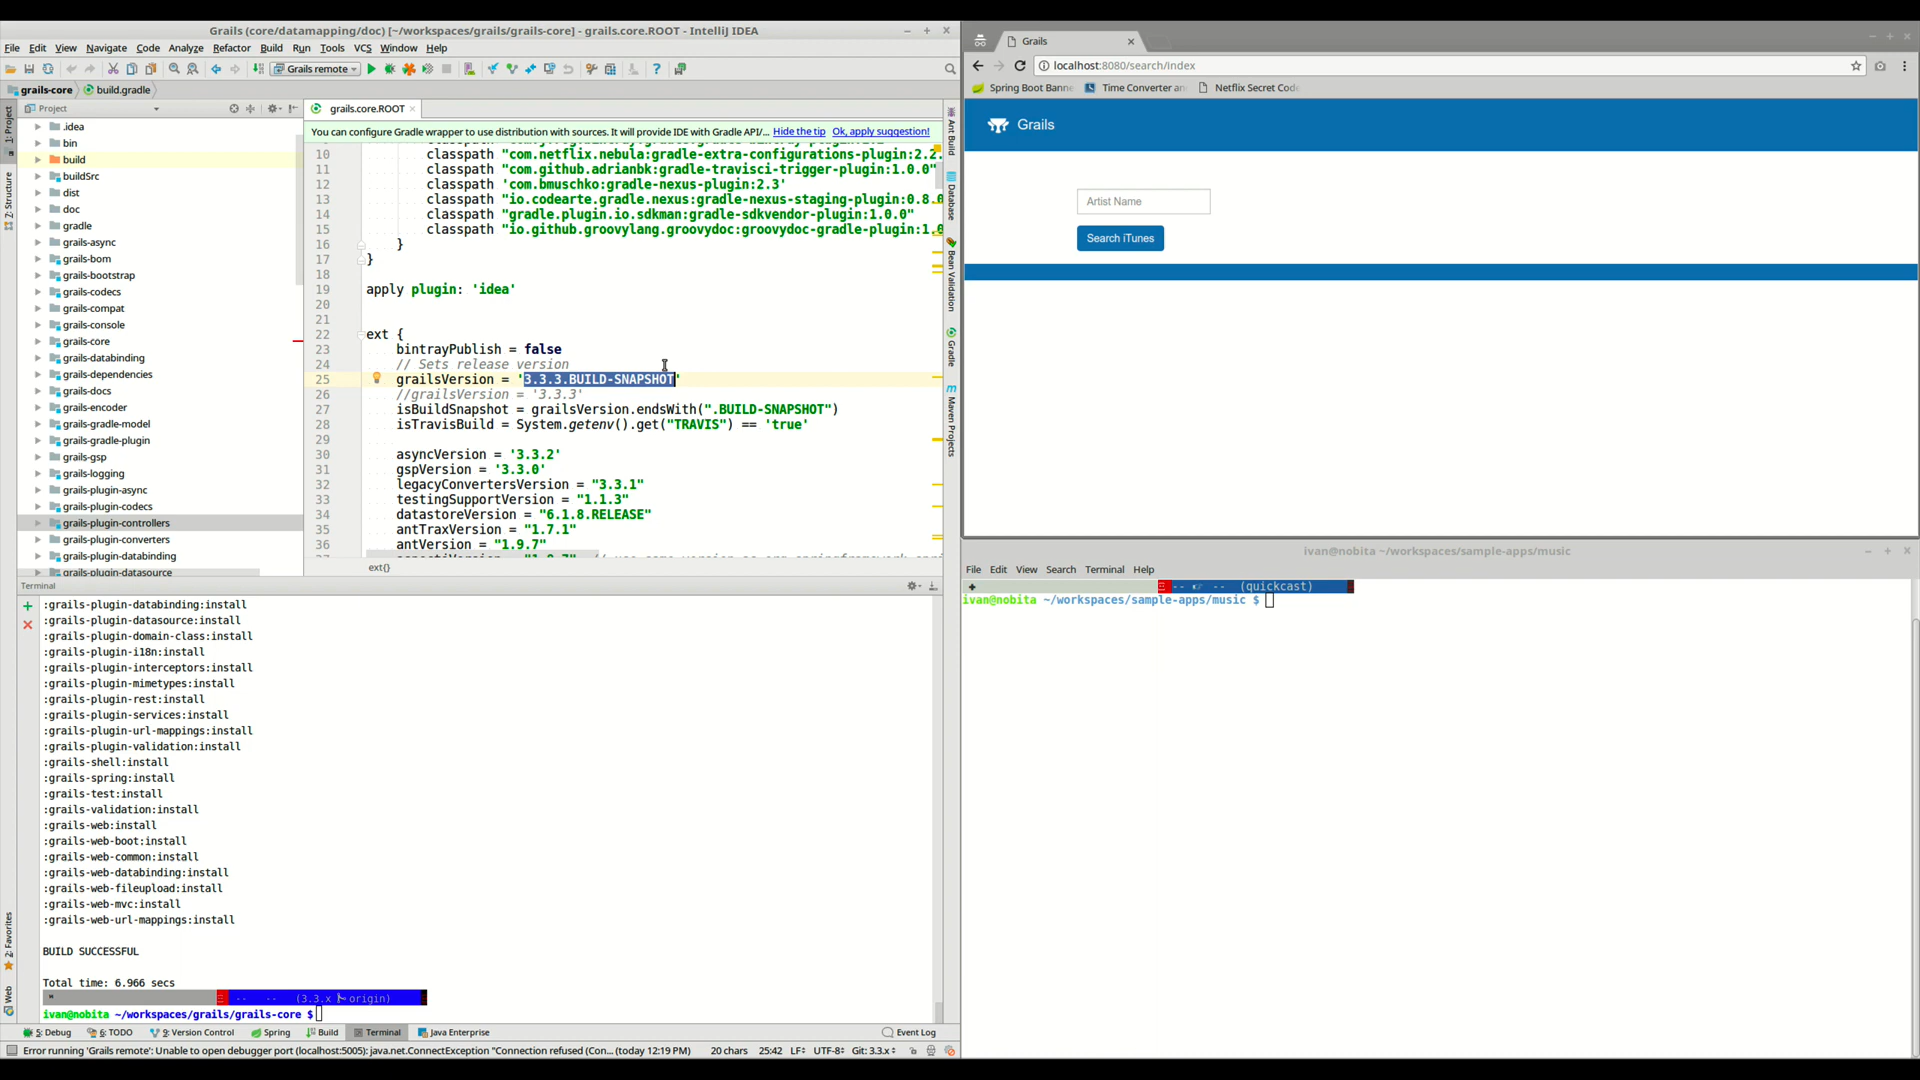 Grails (core/datamapping/doc) [~/workspaces/grails/grails-core] - grails.core.ROOT - IntelliJ IDEA
File Edit View Navigate Code Analyze Refactor Build Run Tools VCS Window Help
Grails remote
grails-core build.gradle
Project
grails.core.ROOT
1: Project
Z: Structure
2: Favorites
Web
.idea
bin
build
buildSrc
dist
doc
gradle
grails-async
grails-bom
grails-bootstrap
grails-codecs
grails-compat
grails-console
grails-core
grails-databinding
grails-dependencies
grails-docs
grails-encoder
grails-gradle-model
grails-gradle-plugin
grails-gsp
grails-logging
grails-plugin-async
grails-plugin-codecs
grails-plugin-controllers
grails-plugin-converters
grails-plugin-databinding
grails-plugin-datasource
You can configure Gradle wrapper to use distribution with sources. It will provide IDE with Gradle API/... Hide the tip Ok, apply suggestion!
10 classpath "com.netflix.nebula:gradle-extra-configurations-plugin:2.2.
11 classpath "com.github.adrianbk:gradle-travisci-trigger-plugin:1.0.0"
12 classpath 'com.bmuschko:gradle-nexus-plugin:2.3'
13 classpath "io.codearte.gradle.nexus:gradle-nexus-staging-plugin:0.8.0
14 classpath "gradle.plugin.io.sdkman:gradle-sdkvendor-plugin:1.0.0"
15 classpath "io.github.groovylang.groovydoc:groovydoc-gradle-plugin:1.0
16 }
17 }
18
19 apply plugin: 'idea'
20
21
22 ext {
23 bintrayPublish = false
24 // Sets release version
25 grailsVersion = '3.3.3.BUILD-SNAPSHOT'
26 //grailsVersion = '3.3.3'
27 isBuildSnapshot = grailsVersion.endsWith(".BUILD-SNAPSHOT")
28 isTravisBuild = System.getenv().get("TRAVIS") == 'true'
29
30 asyncVersion = '3.3.2'
31 gspVersion = '3.3.0'
32 legacyConvertersVersion = "3.3.1"
33 testingSupportVersion = "1.1.3"
34 datastoreVersion = "6.1.8.RELEASE"
35 antTraxVersion = "1.7.1"
36 antVersion = "1.9.7"
ext{}
Ant Build
Database
Bean Validation
Gradle
Maven Projects
Terminal
:grails-plugin-databinding:install
:grails-plugin-datasource:install
:grails-plugin-domain-class:install
:grails-plugin-i18n:install
:grails-plugin-interceptors:install
:grails-plugin-mimetypes:install
:grails-plugin-rest:install
:grails-plugin-services:install
:grails-plugin-url-mappings:install
:grails-plugin-validation:install
:grails-shell:install
:grails-spring:install
:grails-test:install
:grails-validation:install
:grails-web:install
:grails-web-boot:install
:grails-web-common:install
:grails-web-databinding:install
:grails-web-fileupload:install
:grails-web-mvc:install
:grails-web-url-mappings:install
BUILD SUCCESSFUL
Total time: 6.966 secs
(3.3.x origin)
ivan@nobita ~/workspaces/grails/grails-core $
5: Debug 6: TODO 9: Version Control Spring Build Terminal Java Enterprise Event Log
Error running 'Grails remote': Unable to open debugger port (localhost:5005): java.net.ConnectException "Connection refused (Con... (today 12:19 PM) 20 chars 25:42 LF UTF-8 Git: 3.3.x
Grails
localhost:8080/search/index
Spring Boot Banne Time Converter an Netflix Secret Code
Grails
Artist Name
Search iTunes
ivan@nobita ~/workspaces/sample-apps/music
File Edit View Search Terminal Help
-- -- (quickcast)
ivan@nobita ~/workspaces/sample-apps/music $